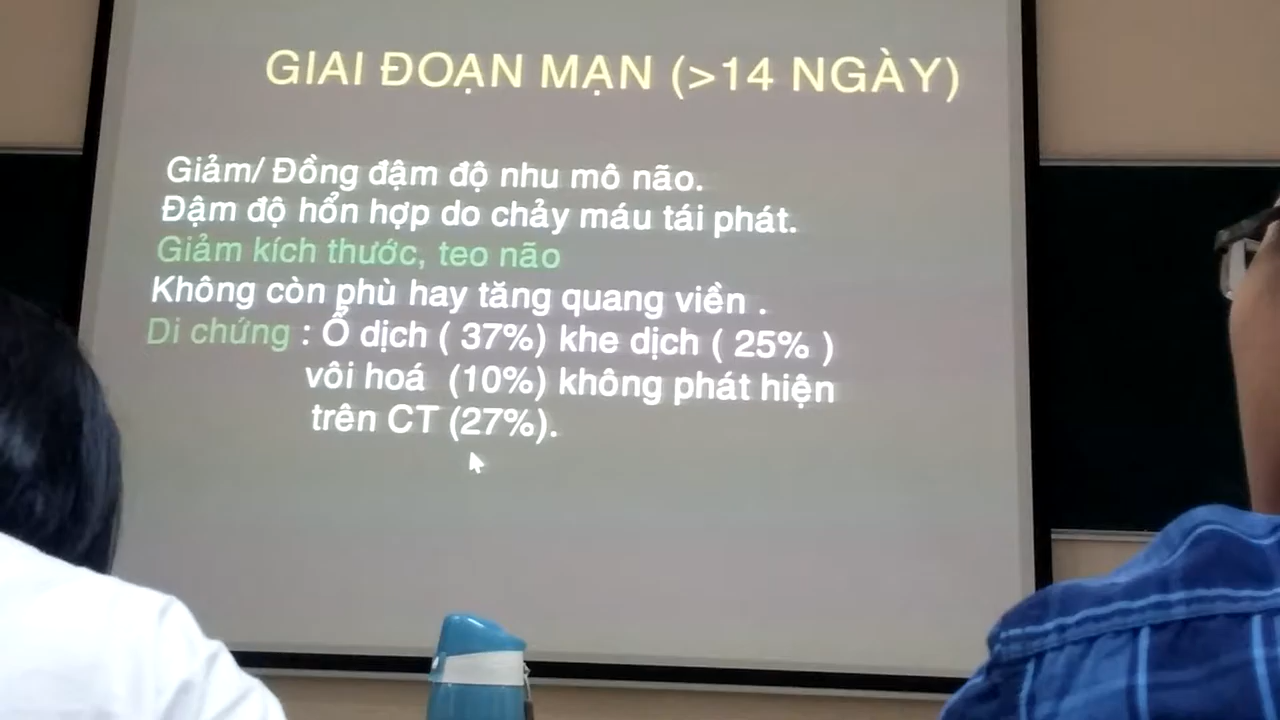 GIAI ĐOẠN MẠN (>14 NGÀY)
Giảm/ Đồng đậm độ nhu mô não.
Đậm độ hổn hợp do chảy máu tái phát.
Giảm kích thước, teo não
Không còn phù hay tăng quang viền .
Di chứng : Ổ dịch ( 37%) khe dịch ( 25% )
vôi hoá (10%) không phát hiện
trên CT (27%).